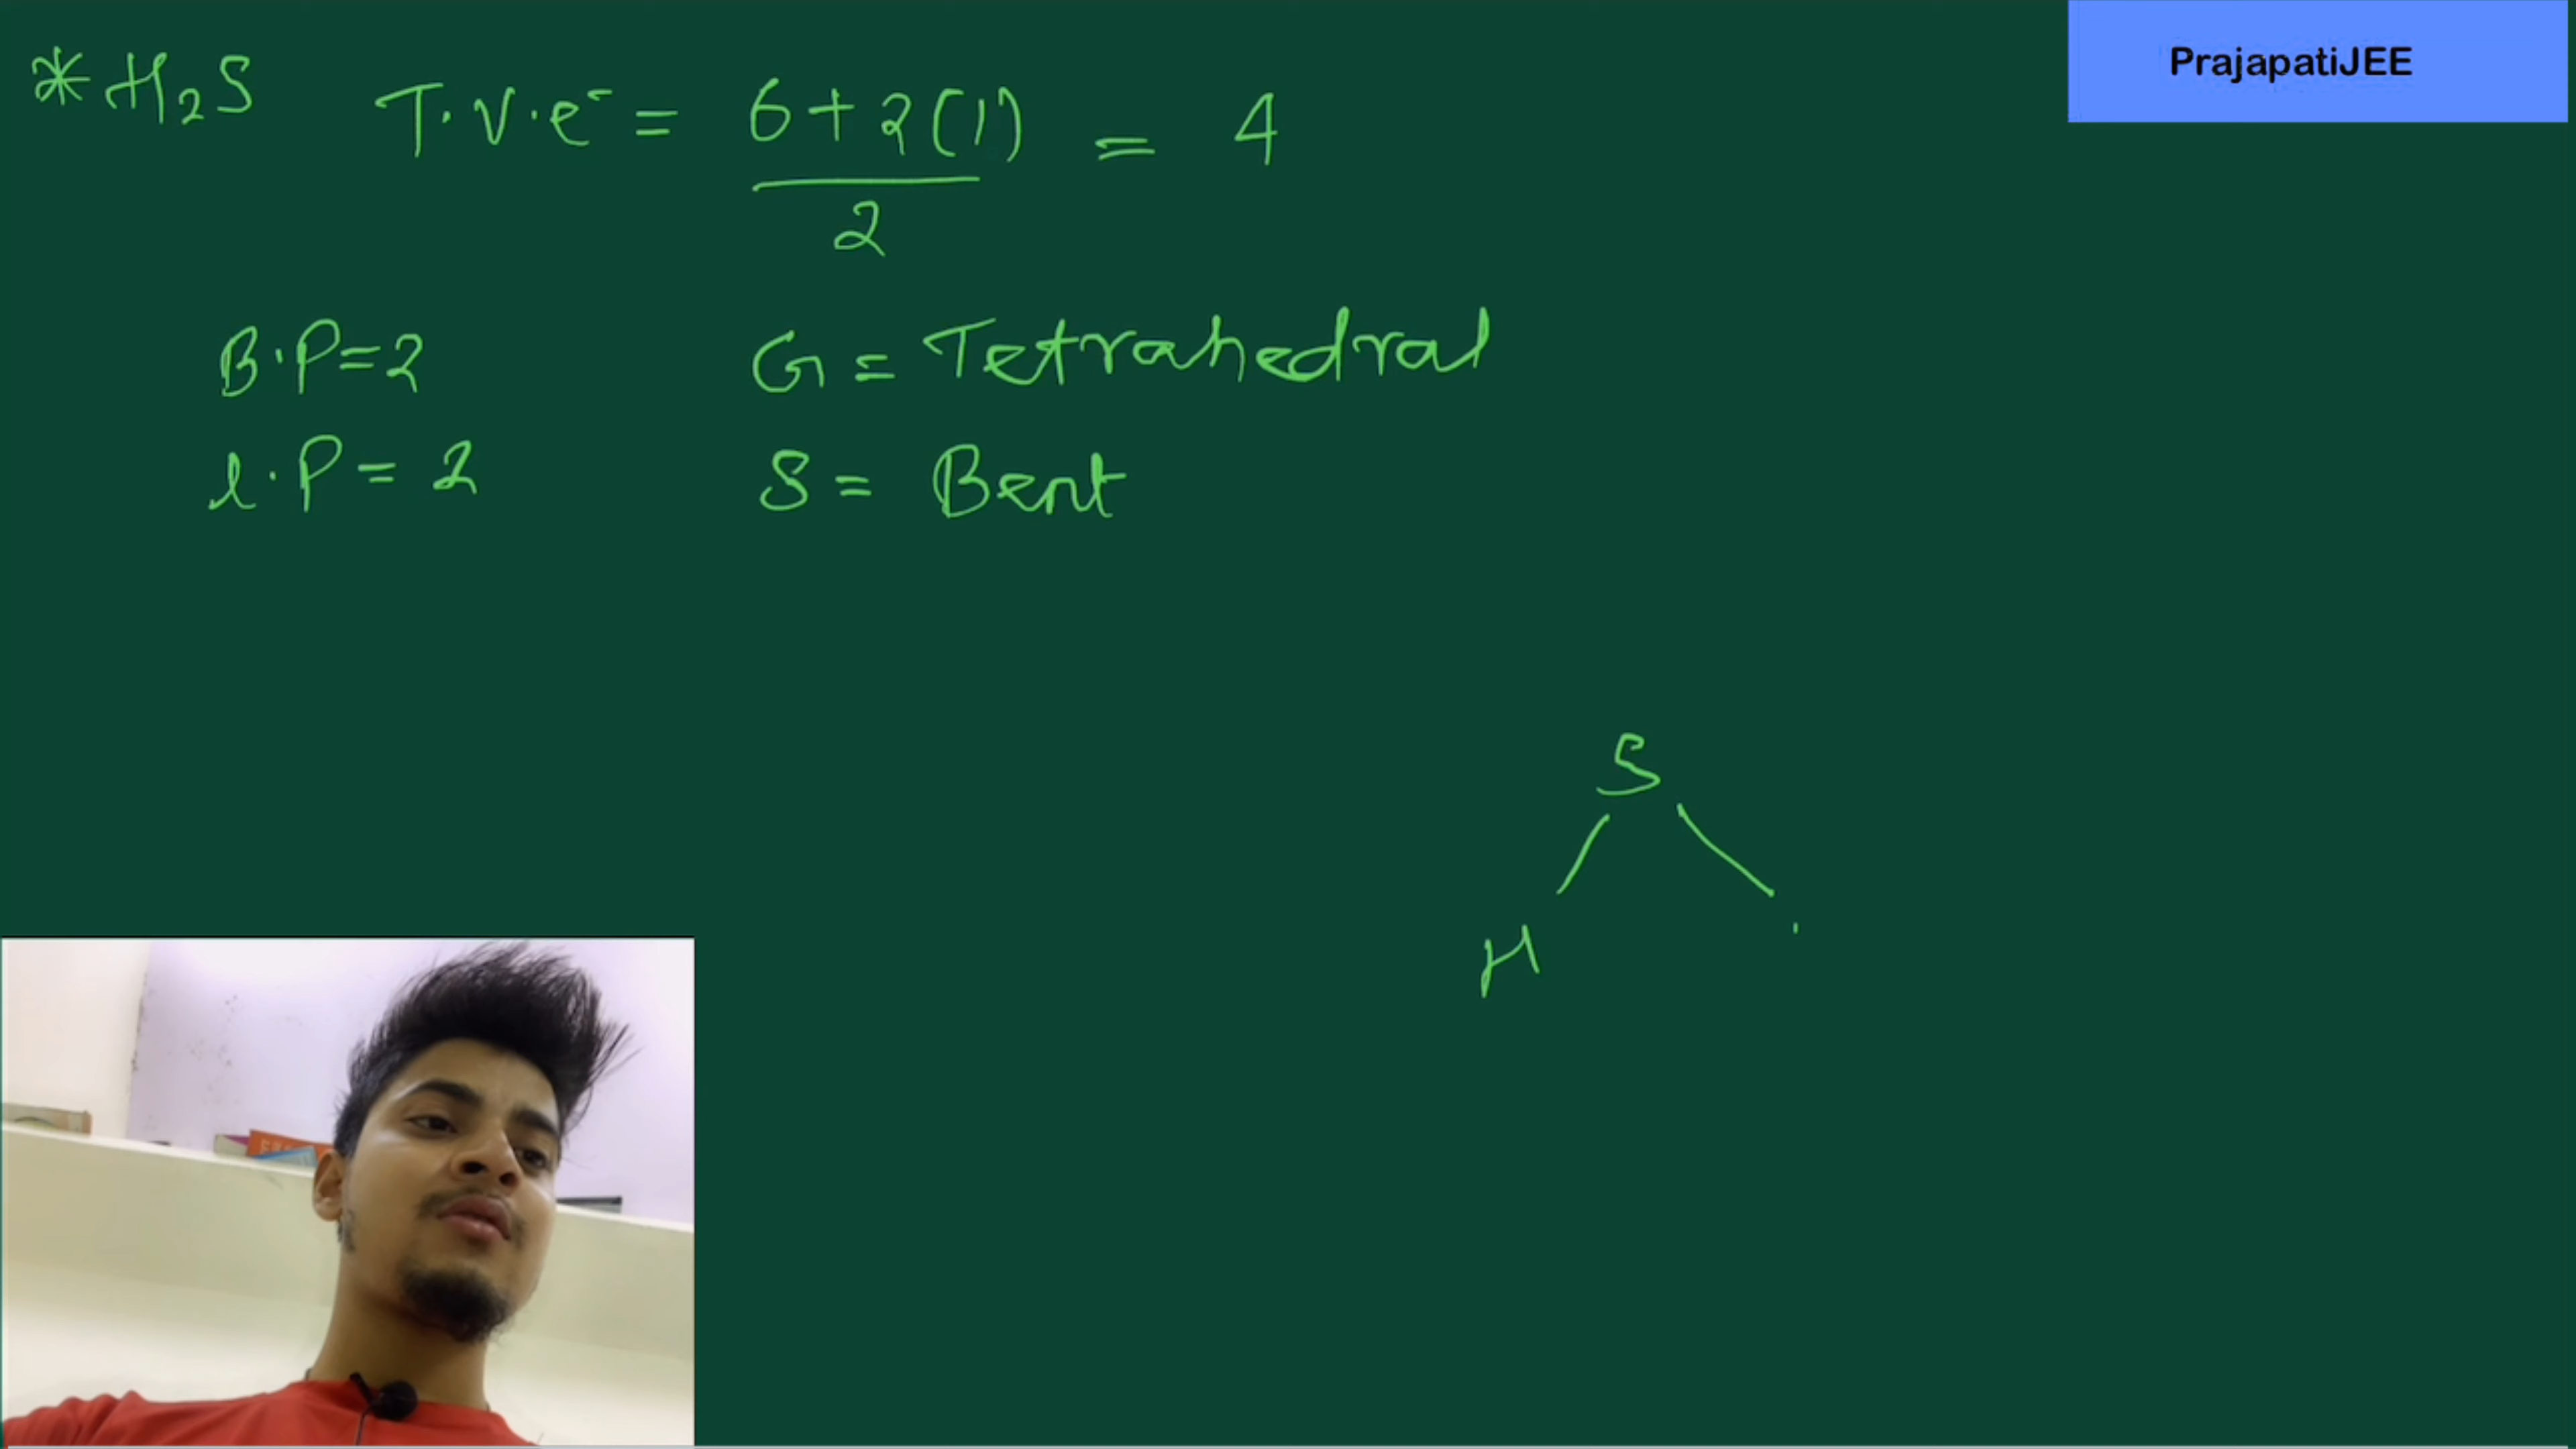 PrajapatiJEE
*H₂S T.V.e⁻ = 6+2(1)/2 = 4
B.P=2 G = Tetrahedral
l.P= 2 S = Bent
S
H